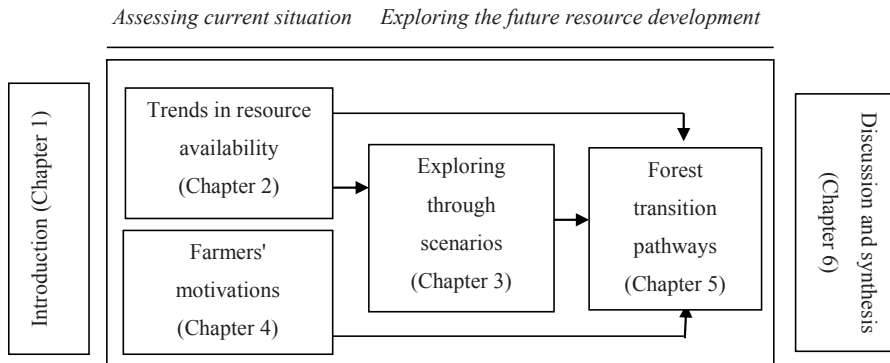 Assessing current situation
Exploring the future resource development
Introduction (Chapter 1)
Trends in resource
availability
(Chapter 2)
Farmers'
motivations
(Chapter 4)
Exploring
through
scenarios
(Chapter 3)
Forest
transition
pathways
(Chapter 5)
Discussion and synthesis
(Chapter 6)